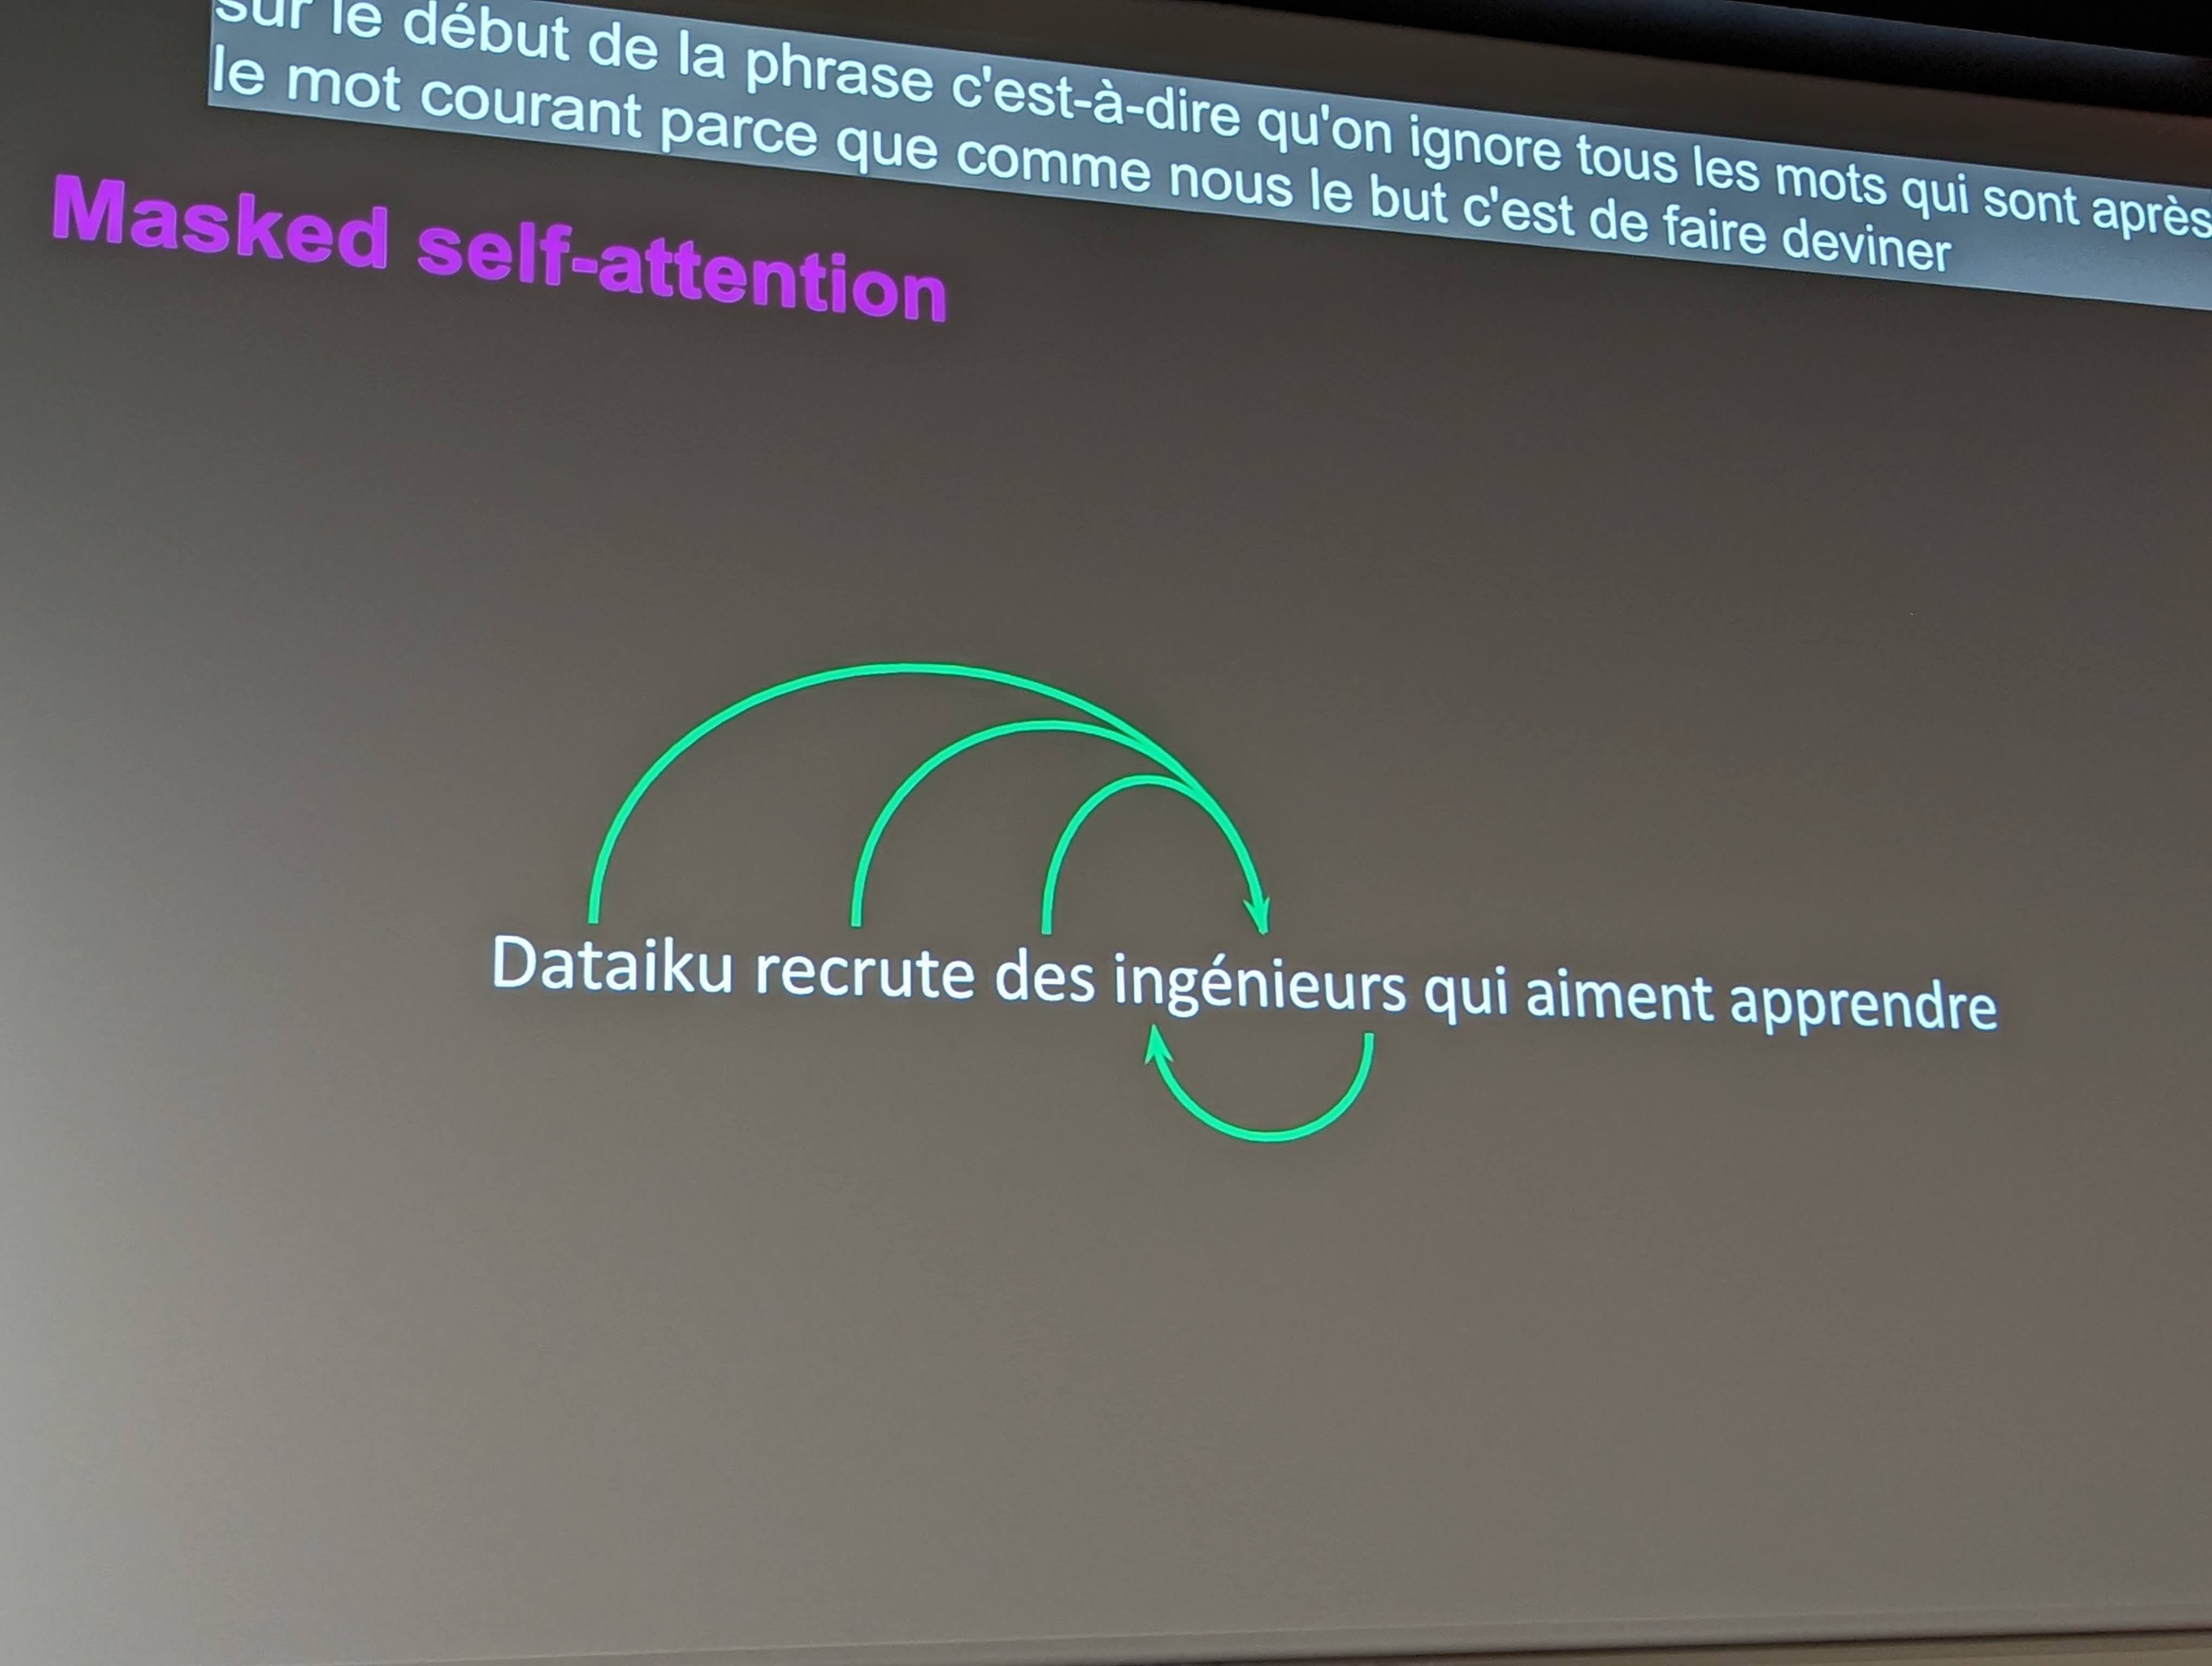 sur le début de la phrase c'est-à-dire qu'on ignore tous les mots qui sont après
le mot courant parce que comme nous le but c'est de faire deviner
Masked self-attention
Dataiku recrute des ingénieurs qui aiment apprendre